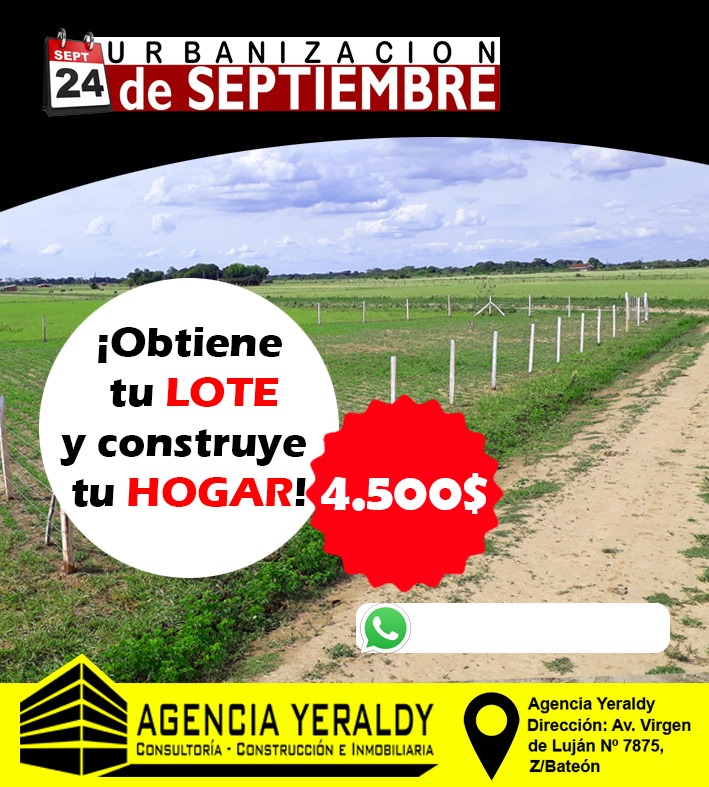 SEPT
24
URBANIZACION
de SEPTIEMBRE
¡Obtiene
tu LOTE
y construye
tu HOGAR!
4.500$
AGENCIA YERALDY
CONSULTORÍA - CONSTRUCCIÓN E INMOBILIARIA
Agencia Yeraldy
Dirección: Av. Virgen
de Luján Nº 7875,
Z/Bateón